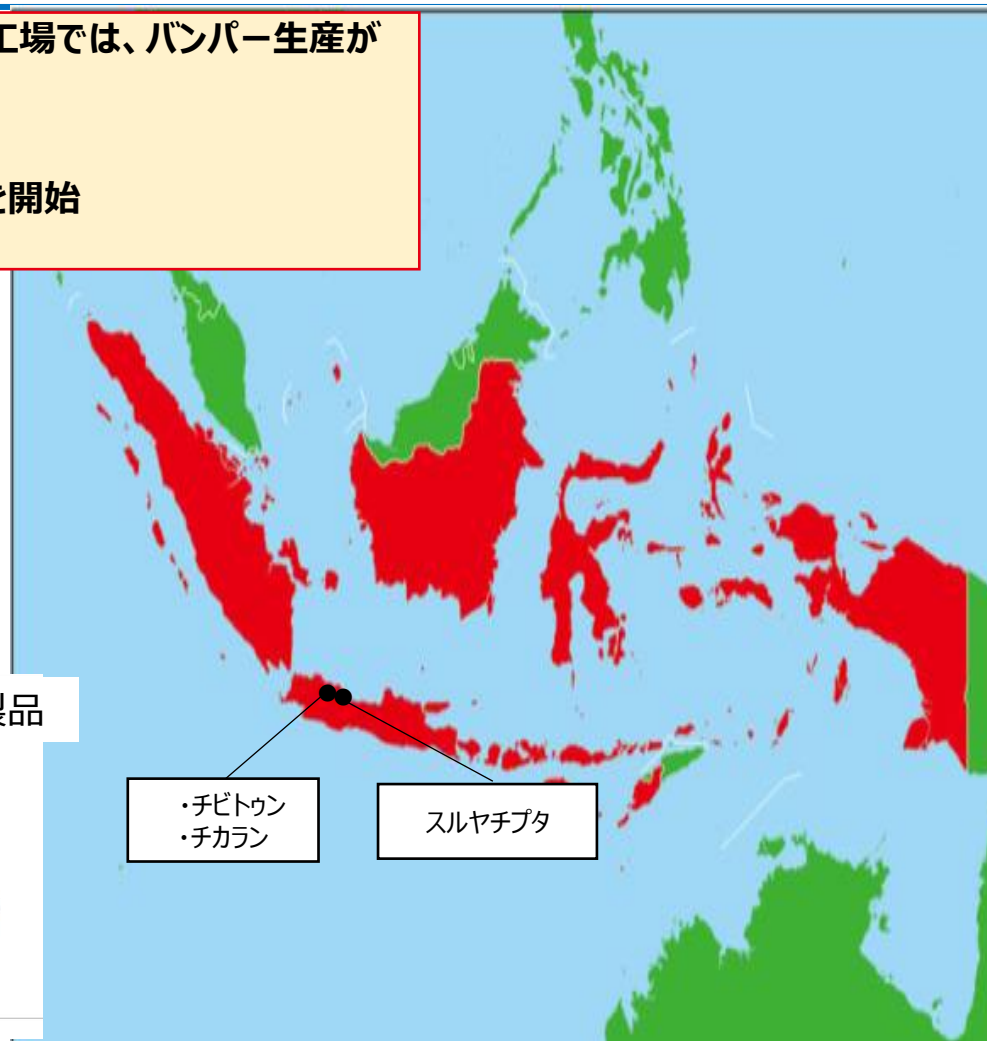 工場では、バンパー生産が
を開始
製品
・チビトゥン
・チカラン
スルヤチプタ